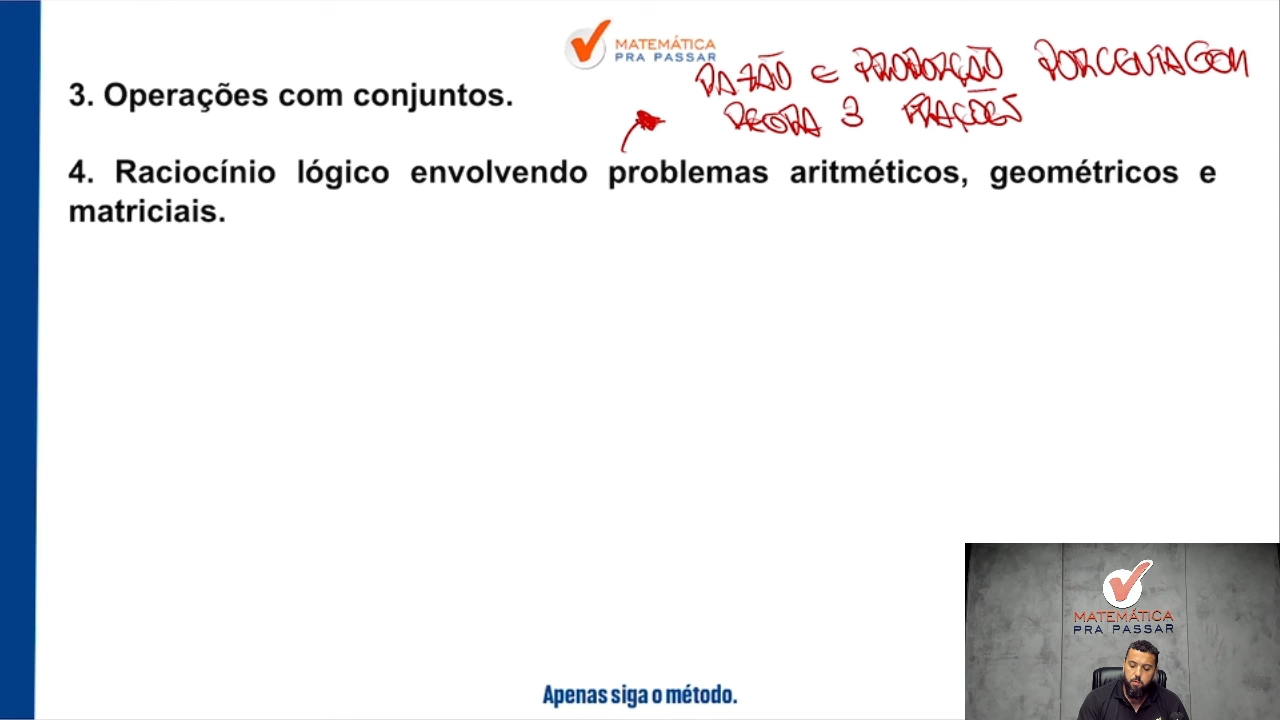 MATEMÁTICA
PRA PASSAR
RAZÃO E PROPORÇÃO PORCENTAGEM
REGRA 3 FRAÇÕES
3. Operações com conjuntos.
4. Raciocínio lógico envolvendo problemas aritméticos, geométricos e
matriciais.
MATEMÁTICA
PRA PASSAR
Apenas siga o método.